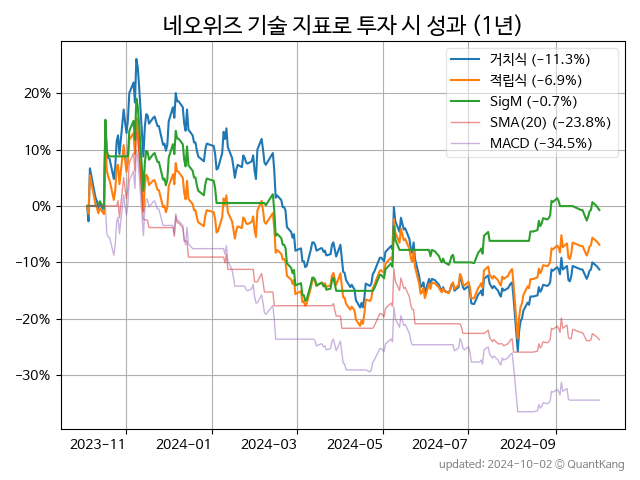 네오위즈 기술 지표로 투자 시 성과 (1년)
거치식 (−11.3%)
적립식 (−6.9%)
SigM (−0.7%)
SMA(20) (−23.8%)
MACD (−34.5%)
20%
10%
0%
−10%
−20%
−30%
2023-11 2024-01 2024-03 2024-05 2024-07 2024-09
updated: 2024-10-02 © QuantKang